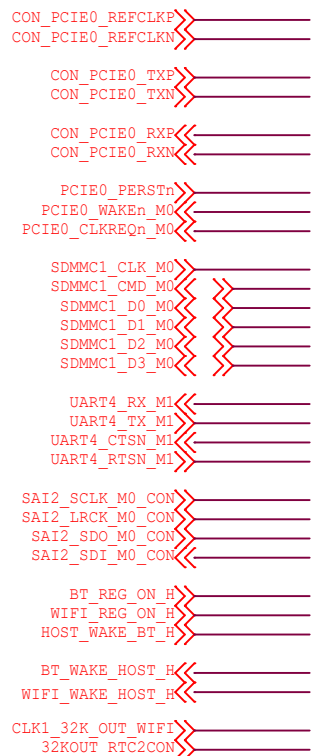 CON_PCIE0_REFCLKP
CON_PCIE0_REFCLKN
CON_PCIE0_TXP
CON_PCIE0_TXN
CON_PCIE0_RXP
CON_PCIE0_RXN
PCIE0_PERSTn
PCIE0_WAKEn_M0
PCIE0_CLKREQn_M0
SDMMC1_CLK_M0
SDMMC1_CMD_M0
SDMMC1_D0_M0
SDMMC1_D1_M0
SDMMC1_D2_M0
SDMMC1_D3_M0
UART4_RX_M1
UART4_TX_M1
UART4_CTSN_M1
UART4_RTSN_M1
SAI2_SCLK_M0_CON
SAI2_LRCK_M0_CON
SAI2_SDO_M0_CON
SAI2_SDI_M0_CON
BT_REG_ON_H
WIFI_REG_ON_H
HOST_WAKE_BT_H
BT_WAKE_HOST_H
WIFI_WAKE_HOST_H
CLK1_32K_OUT_WIFI
32KOUT_RTC2CON